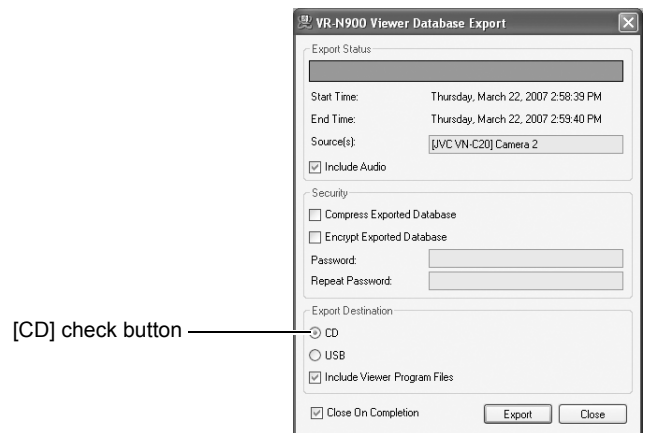 VR-N900 Viewer Database Export
Export Status
Start Time: Thursday, March 22, 2007 2:58:39 PM
End Time: Thursday, March 22, 2007 2:59:40 PM
Source(s): [JVC VN-C20] Camera 2
Include Audio
Security
Compress Exported Database
Encrypt Exported Database
Password:
Repeat Password:
Export Destination
[CD] check button
CD
USB
Include Viewer Program Files
Close On Completion Export Close